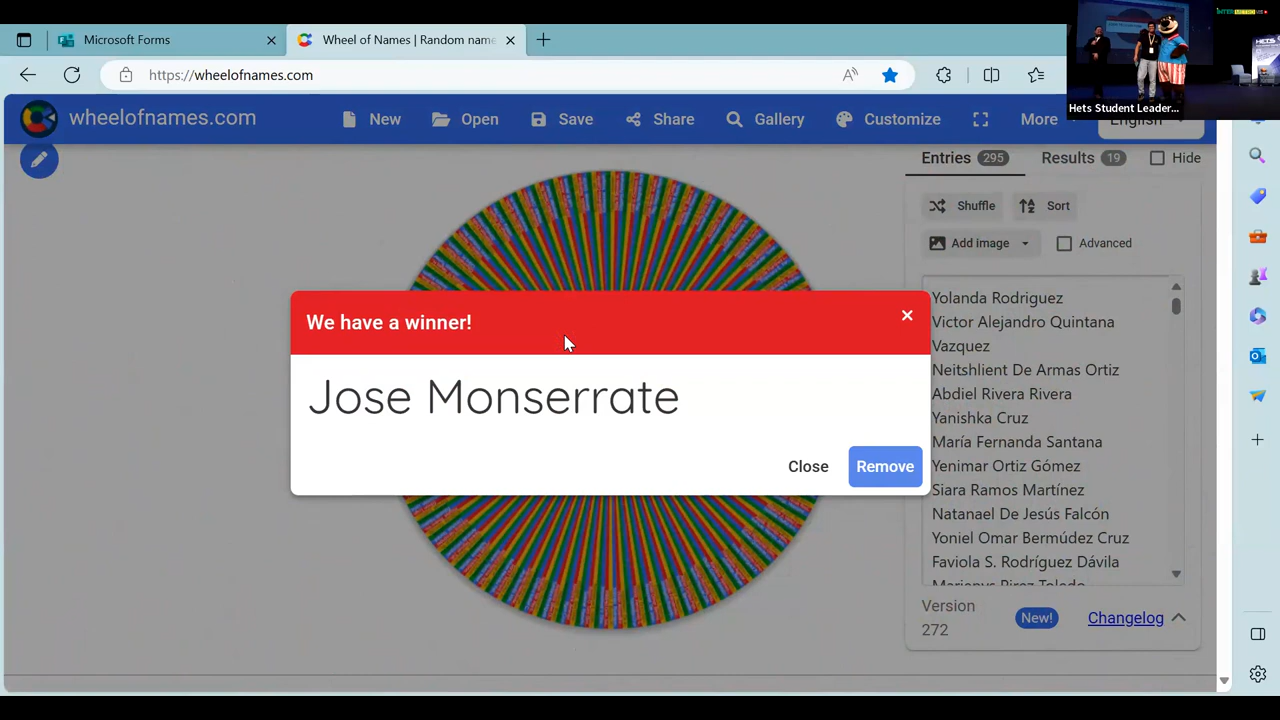 Microsoft Forms
Wheel of Names | Random name
https://wheelofnames.com
Hets Student Leader...
wheelofnames.com
New
Open
Save
Share
Gallery
Customize
More
English
Entries 295
Results 19
Hide
Shuffle
Sort
Add image
Advanced
We have a winner!
Jose Monserrate
Close
Remove
Yolanda Rodriguez
Victor Alejandro Quintana
Vazquez
Neitshlient De Armas Ortiz
Abdiel Rivera Rivera
Yanishka Cruz
María Fernanda Santana
Yenimar Ortiz Gómez
Siara Ramos Martínez
Natanael De Jesús Falcón
Yoniel Omar Bermúdez Cruz
Faviola S. Rodríguez Dávila
Version
272
New!
Changelog